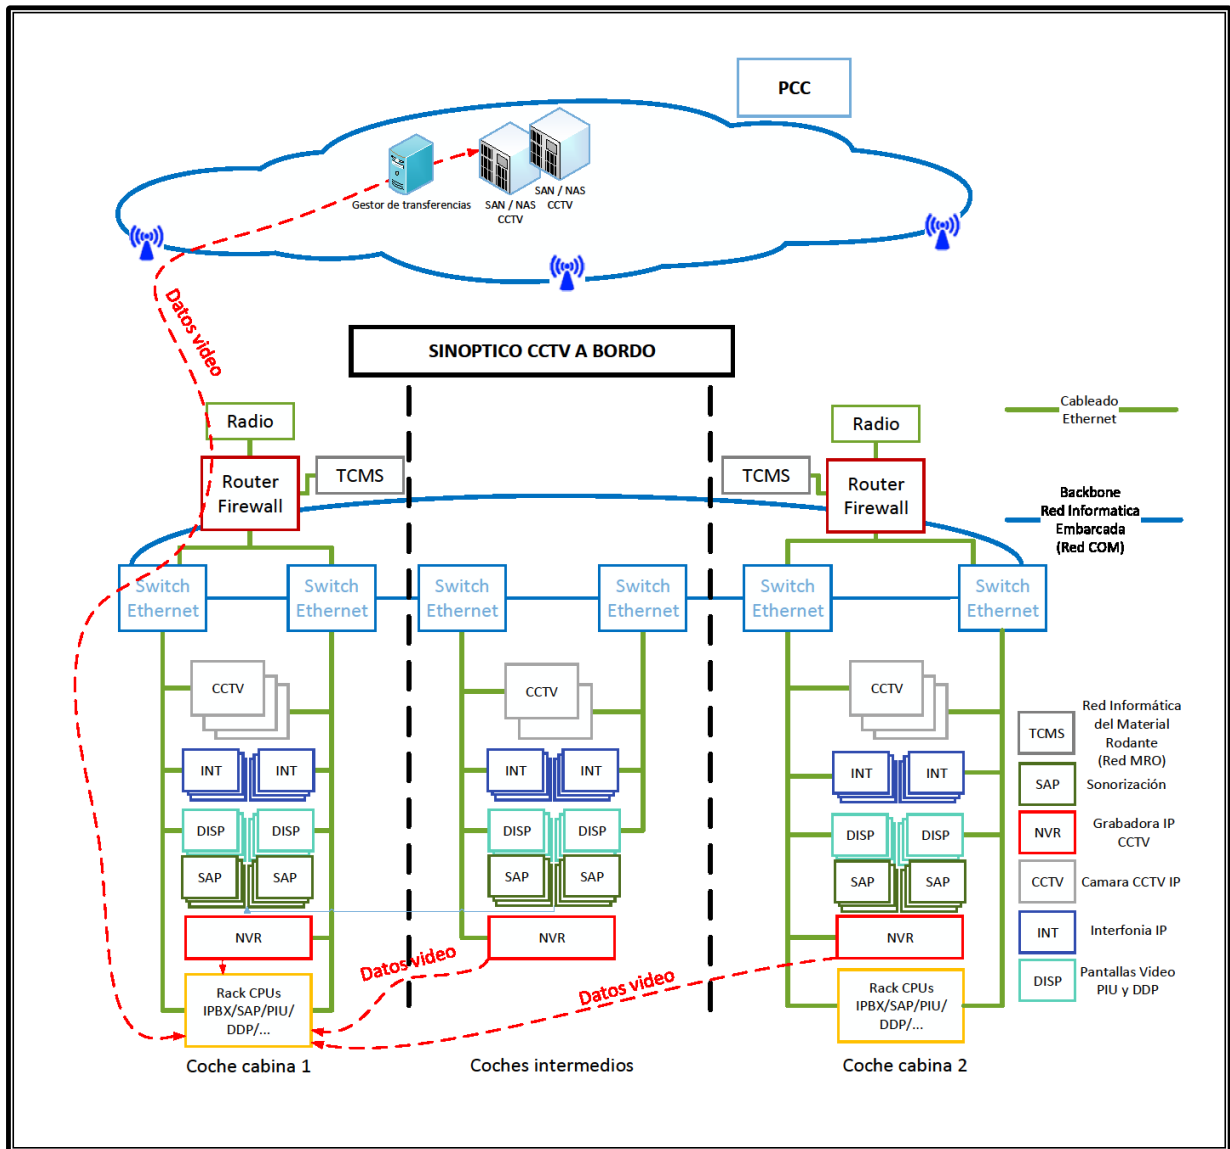 PCC
Gestor de transferencias
SAN / NAS
CCTV
SAN / NAS
CCTV
Datos video
SINOPTICO CCTV A BORDO
Radio
Router
Firewall
TCMS
TCMS
Radio
Router
Firewall
Cableado
Ethernet
Backbone
Red Informatica
Embarcada
(Red COM)
Switch
Ethernet
Switch
Ethernet
Switch
Ethernet
Switch
Ethernet
Switch
Ethernet
Switch
Ethernet
CCTV
INT
INT
DISP
DISP
SAP
SAP
NVR
Rack CPUs
IPBX/SAP/PIU/
DDP/...
Coche cabina 1
CCTV
INT
INT
DISP
DISP
SAP
SAP
NVR
Datos video
Datos video
Coches intermedios
CCTV
INT
INT
DISP
DISP
SAP
SAP
NVR
Rack CPUs
IPBX/SAP/PIU/
DDP/...
Coche cabina 2
TCMS
Red Informática
del Material
Rodante
(Red MRO)
SAP
Sonorización
NVR
Grabadora IP
CCTV
CCTV
Camara CCTV IP
INT
Interfonia IP
DISP
Pantallas Video
PIU y DDP